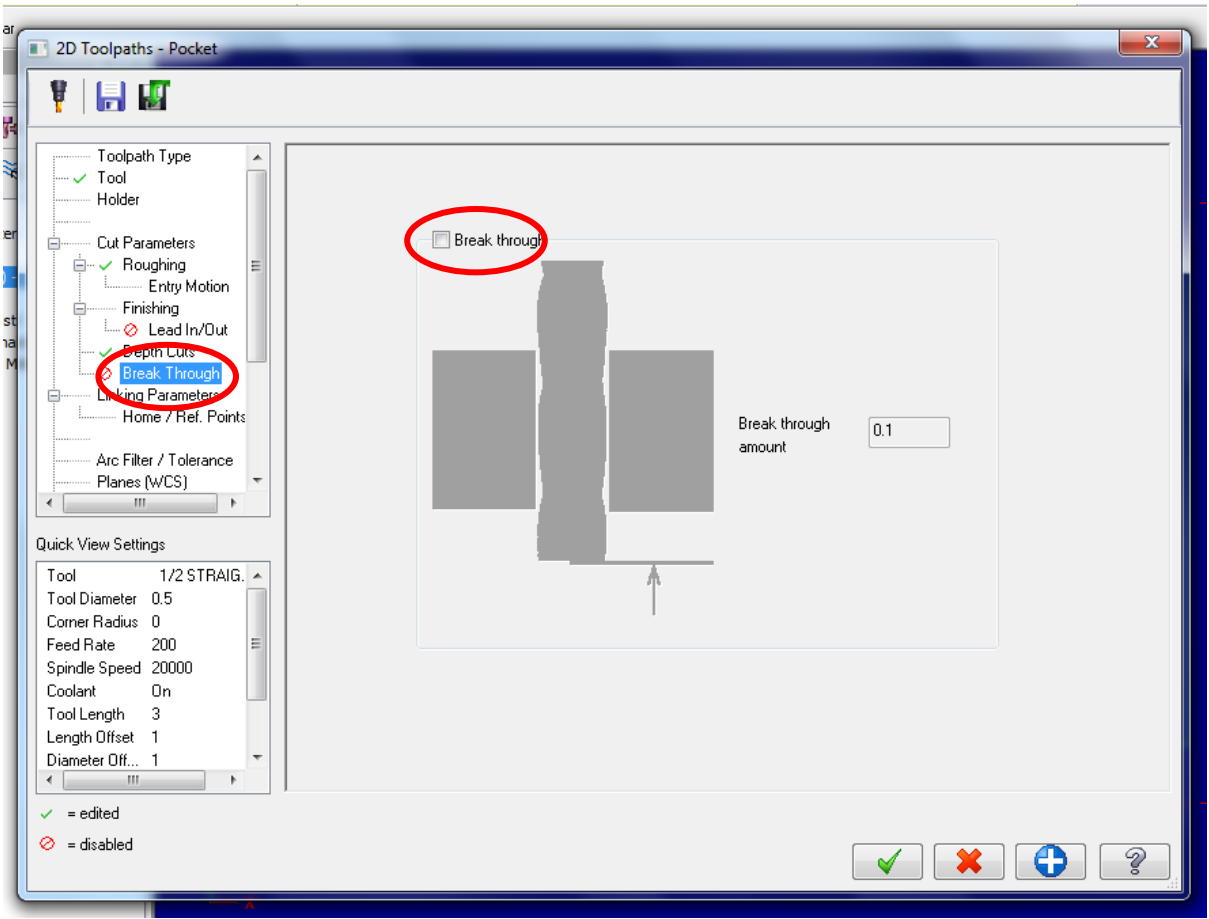 ar
2D Toolpaths - Pocket
x
Toolpath Type
Tool
Holder
Cut Parameters
Roughing
Entry Motion
Finishing
Lead In/Out
Depth Cuts
Break Through
Linking Parameters
Home / Ref. Points
Arc Filter / Tolerance
Planes (WCS)
Break through
Break through
amount
0.1
Quick View Settings
Tool 1/2 STRAIG.
Tool Diameter 0.5
Corner Radius 0
Feed Rate 200
Spindle Speed 20000
Coolant On
Tool Length 3
Length Offset 1
Diameter Off... 1
= edited
= disabled